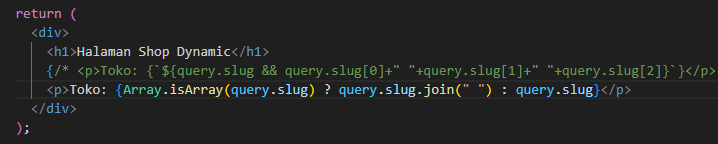 return (
<div>
<h1>Halaman Shop Dynamic</h1>
{/* <p>Toko: {`${query.slug && query.slug[0]+" "+query.slug[1]+" "+query.slug[2]}`}</p>
<p>Toko: {Array.isArray(query.slug) ? query.slug.join(" ") : query.slug}</p>
</div>
);